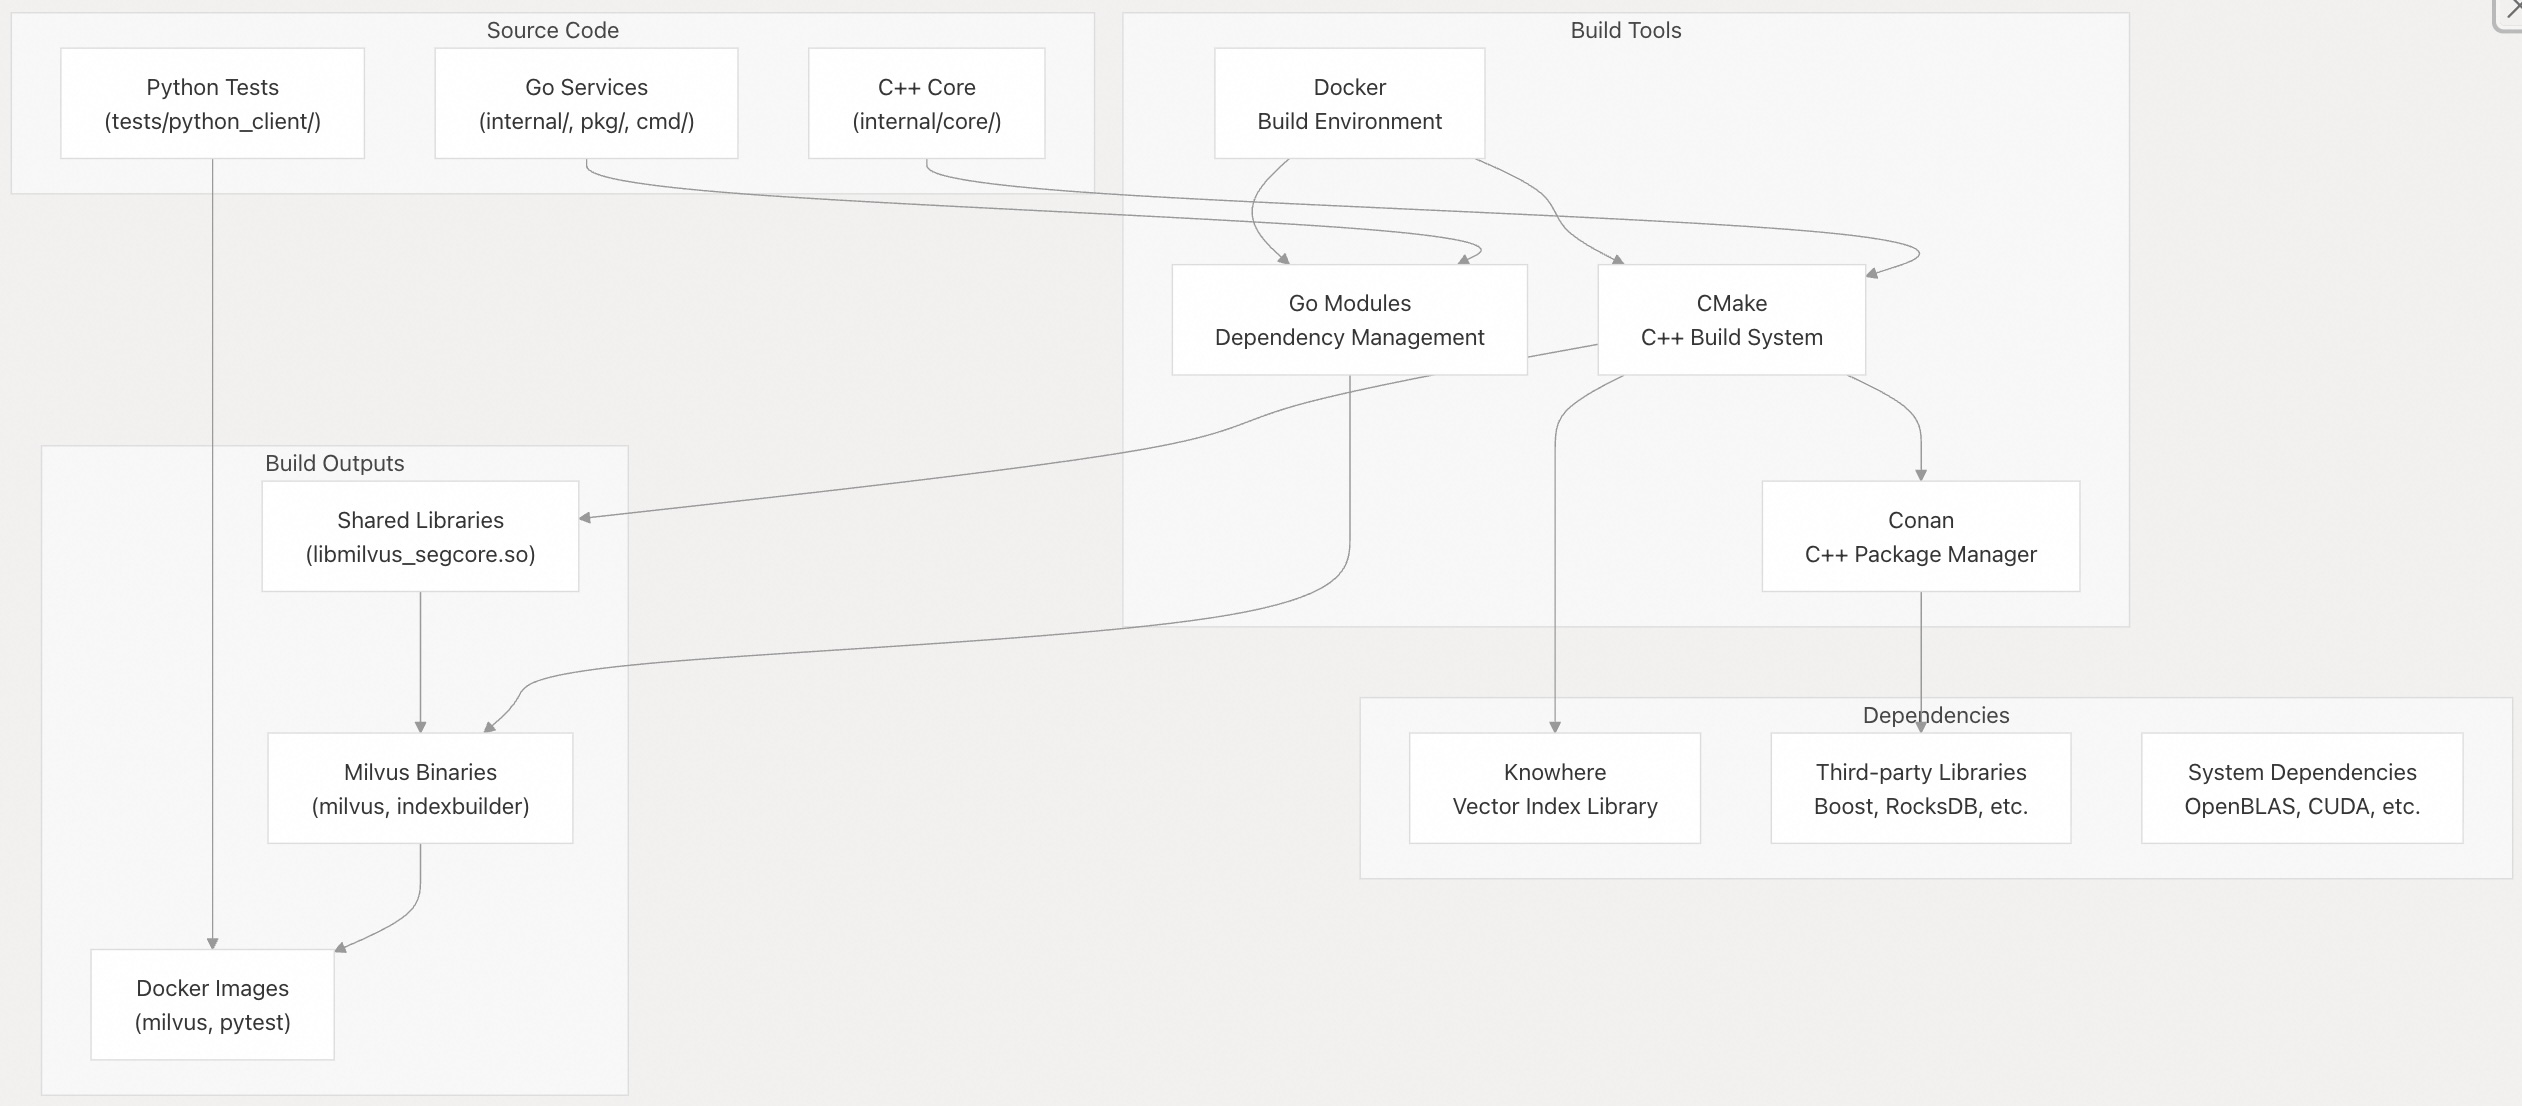 Source Code
Python Tests
(tests/python_client/)
Go Services
(internal/, pkg/, cmd/)
C++ Core
(internal/core/)
Build Tools
Docker
Build Environment
Go Modules
Dependency Management
CMake
C++ Build System
Conan
C++ Package Manager
Build Outputs
Shared Libraries
(libmilvus_segcore.so)
Milvus Binaries
(milvus, indexbuilder)
Docker Images
(milvus, pytest)
Dependencies
Knowhere
Vector Index Library
Third-party Libraries
Boost, RocksDB, etc.
System Dependencies
OpenBLAS, CUDA, etc.